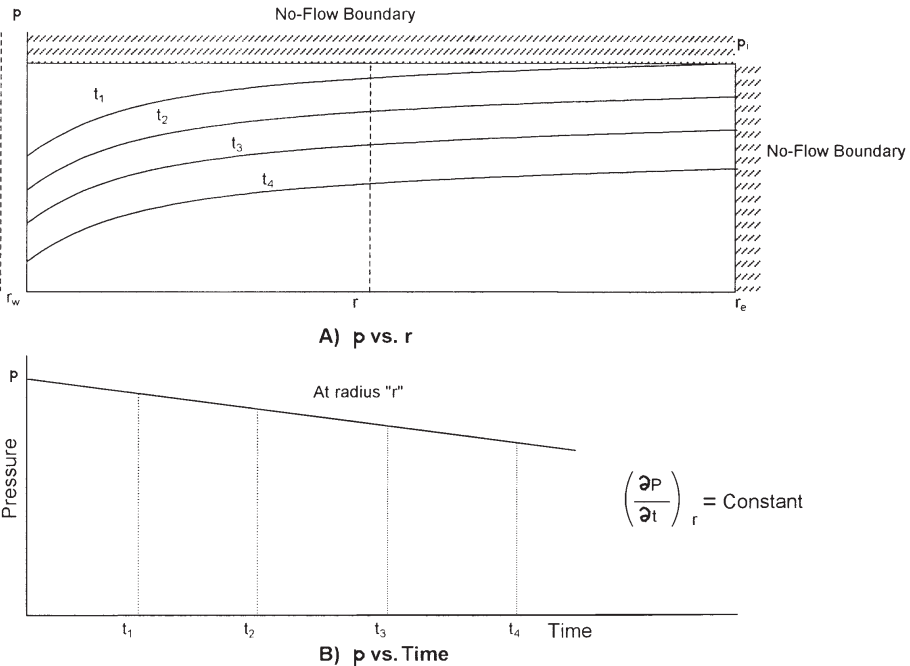 p
No-Flow Boundary
pᵢ
t₁
t₂
t₃
t₄
No-Flow Boundary
r_w
r
rₑ
A) p vs. r
p
At radius "r"
Pressure
(∂P/∂t)ᵣ = Constant
t₁
t₂
t₃
t₄
Time
B) p vs. Time